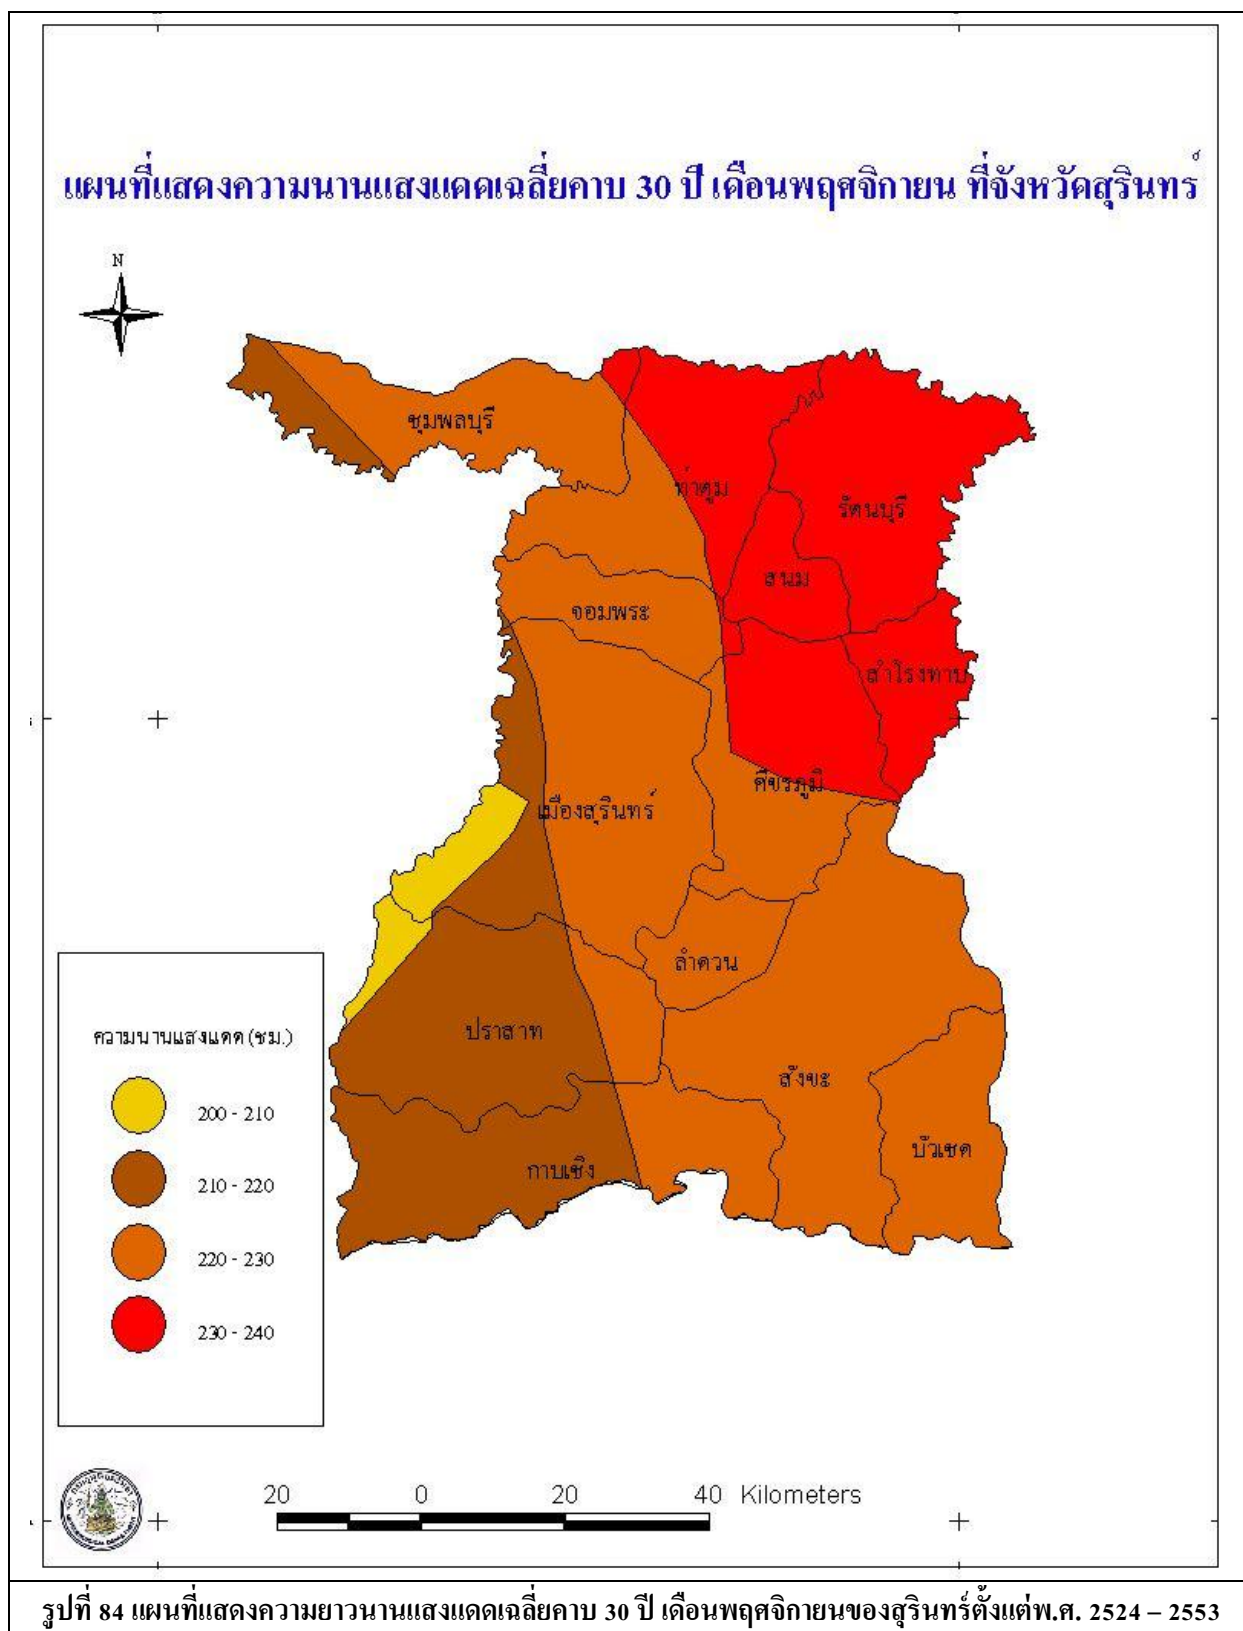 แผนที่แสดงความนานแสงแดดเฉลี่ยคาบ 30 ปี เดือนพฤศจิกายน ที่จังหวัดสุรินทร์
N
ชุมพลบุรี
ท่าตูม
รัตนบุรี
สนม
จอมพระ
สำโรงทาบ
ศีขรภูมิ
เมืองสุรินทร์
ลำดวน
ปราสาท
สังขะ
บัวเชด
กาบเชิง
ความนานแสงแดด (ชม.)
200 - 210
210 - 220
220 - 230
230 - 240
20 0 20 40 Kilometers
รูปที่ 84 แผนที่แสดงความยาวนานแสงแดดเฉลี่ยคาบ 30 ปี เดือนพฤศจิกายนของสุรินทร์ตั้งแต่พ.ศ. 2524 – 2553